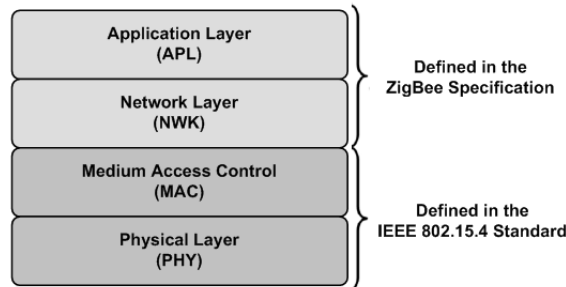 Application Layer
(APL)
Defined in the
ZigBee Specification
Network Layer
(NWK)
Medium Access Control
(MAC)
Defined in the
IEEE 802.15.4 Standard
Physical Layer
(PHY)